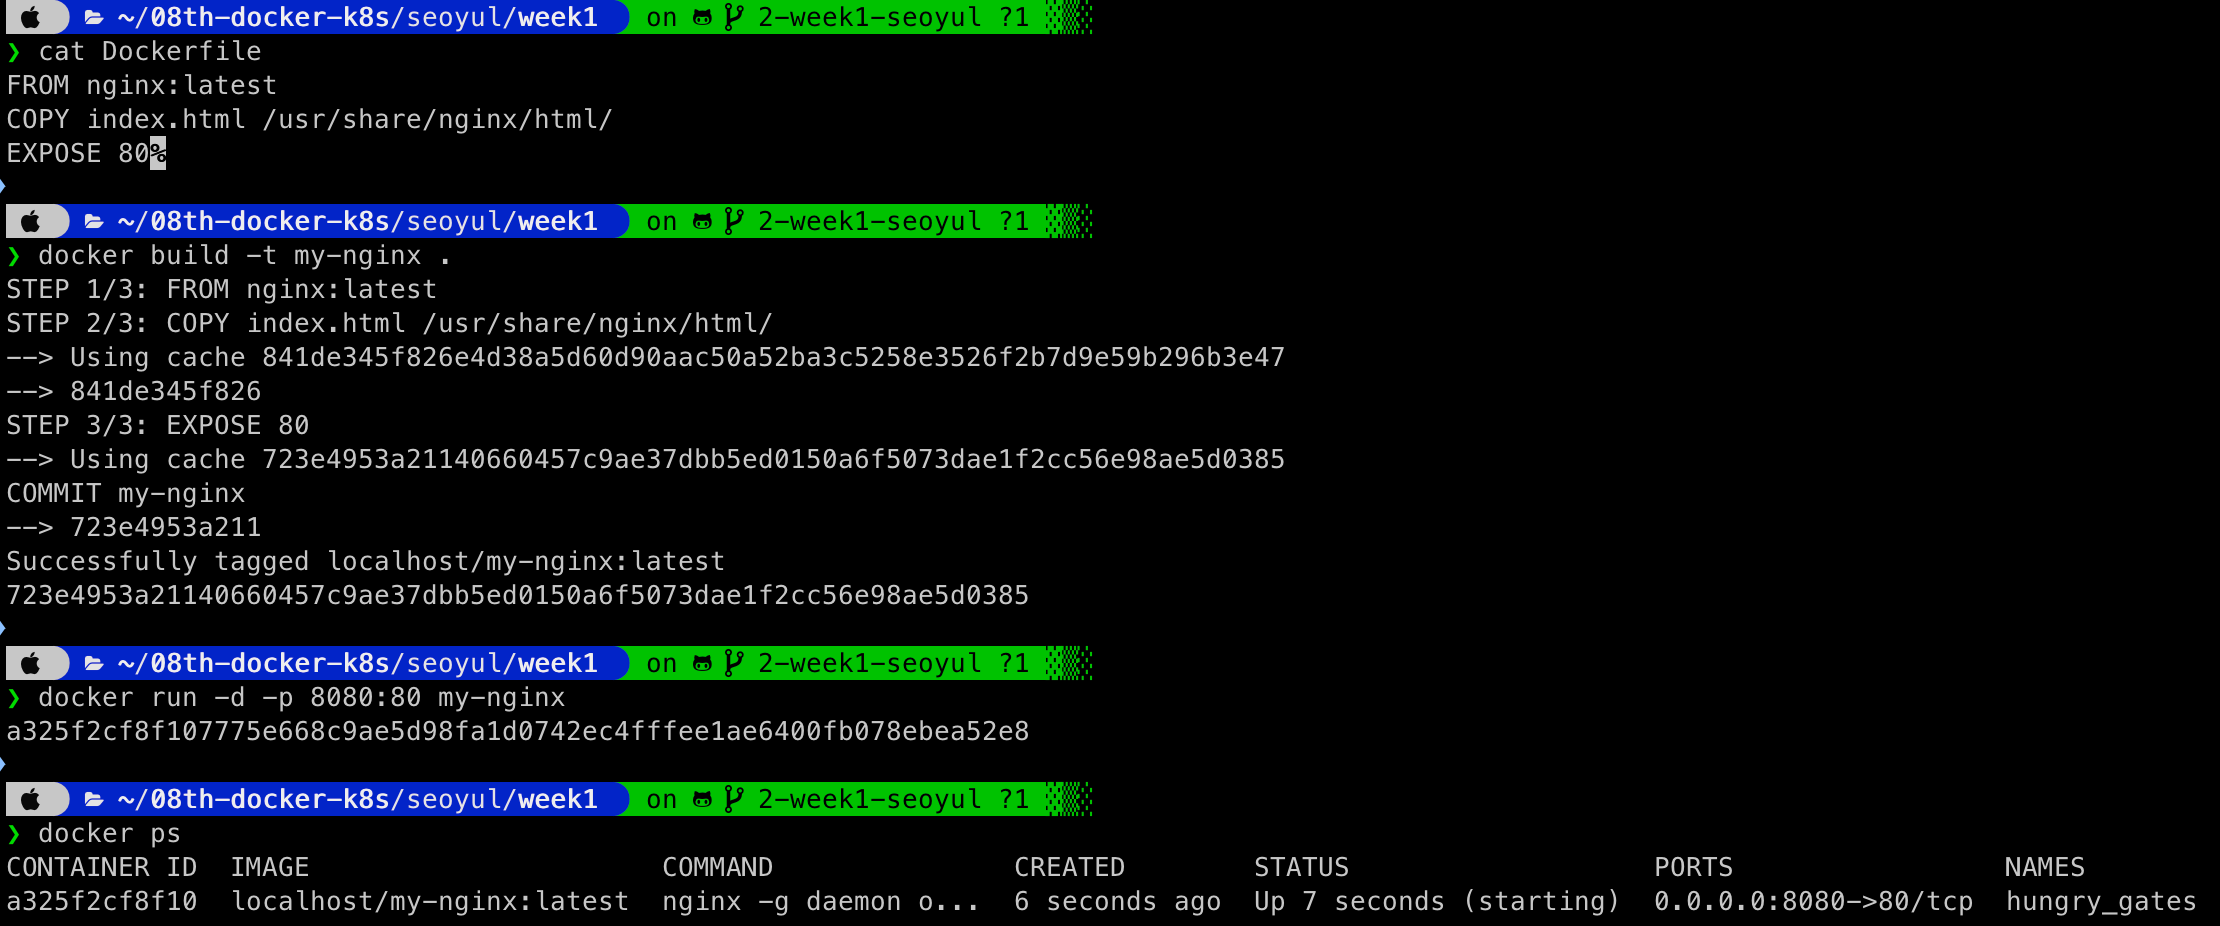 ~/08th-docker-k8s/seoyul/week1 on 2-week1-seoyul ?1
❯ cat Dockerfile
FROM nginx:latest
COPY index.html /usr/share/nginx/html/
EXPOSE 80%
~/08th-docker-k8s/seoyul/week1 on 2-week1-seoyul ?1
❯ docker build -t my-nginx .
STEP 1/3: FROM nginx:latest
STEP 2/3: COPY index.html /usr/share/nginx/html/
--> Using cache 841de345f826e4d38a5d60d90aac50a52ba3c5258e3526f2b7d9e59b296b3e47
--> 841de345f826
STEP 3/3: EXPOSE 80
--> Using cache 723e4953a21140660457c9ae37dbb5ed0150a6f5073dae1f2cc56e98ae5d0385
COMMIT my-nginx
--> 723e4953a211
Successfully tagged localhost/my-nginx:latest
723e4953a21140660457c9ae37dbb5ed0150a6f5073dae1f2cc56e98ae5d0385
~/08th-docker-k8s/seoyul/week1 on 2-week1-seoyul ?1
❯ docker run -d -p 8080:80 my-nginx
a325f2cf8f107775e668c9ae5d98fa1d0742ec4fffee1ae6400fb078ebea52e8
~/08th-docker-k8s/seoyul/week1 on 2-week1-seoyul ?1
❯ docker ps
CONTAINER ID  IMAGE                      COMMAND               CREATED        STATUS                   PORTS                 NAMES
a325f2cf8f10  localhost/my-nginx:latest  nginx -g daemon o...  6 seconds ago  Up 7 seconds (starting)  0.0.0.0:8080->80/tcp  hungry_gates